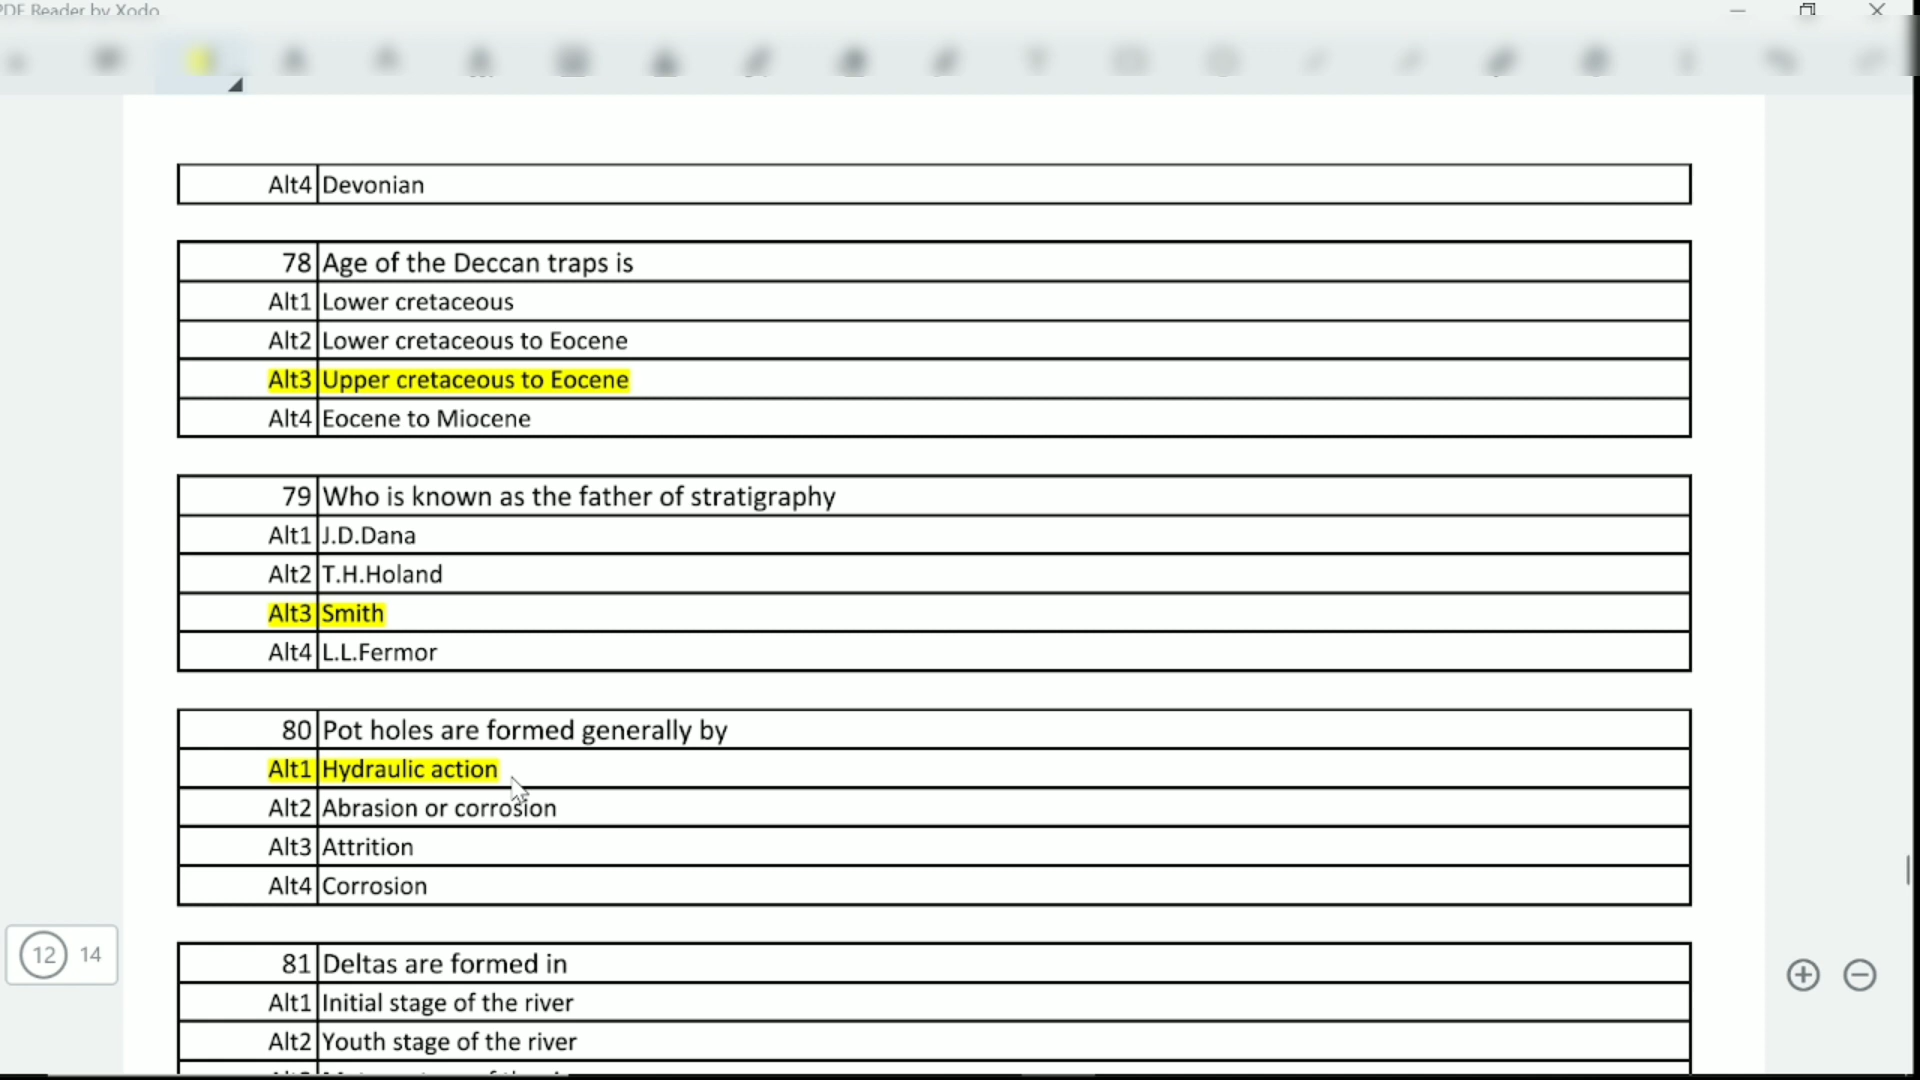 PDF Reader by Xodo
Alt4 Devonian
78 Age of the Deccan traps is
Alt1 Lower cretaceous
Alt2 Lower cretaceous to Eocene
Alt3 Upper cretaceous to Eocene
Alt4 Eocene to Miocene
79 Who is known as the father of stratigraphy
Alt1 J.D.Dana
Alt2 T.H.Holand
Alt3 Smith
Alt4 L.L.Fermor
80 Pot holes are formed generally by
Alt1 Hydraulic action
Alt2 Abrasion or corrosion
Alt3 Attrition
Alt4 Corrosion
12 14
81 Deltas are formed in
Alt1 Initial stage of the river
Alt2 Youth stage of the river